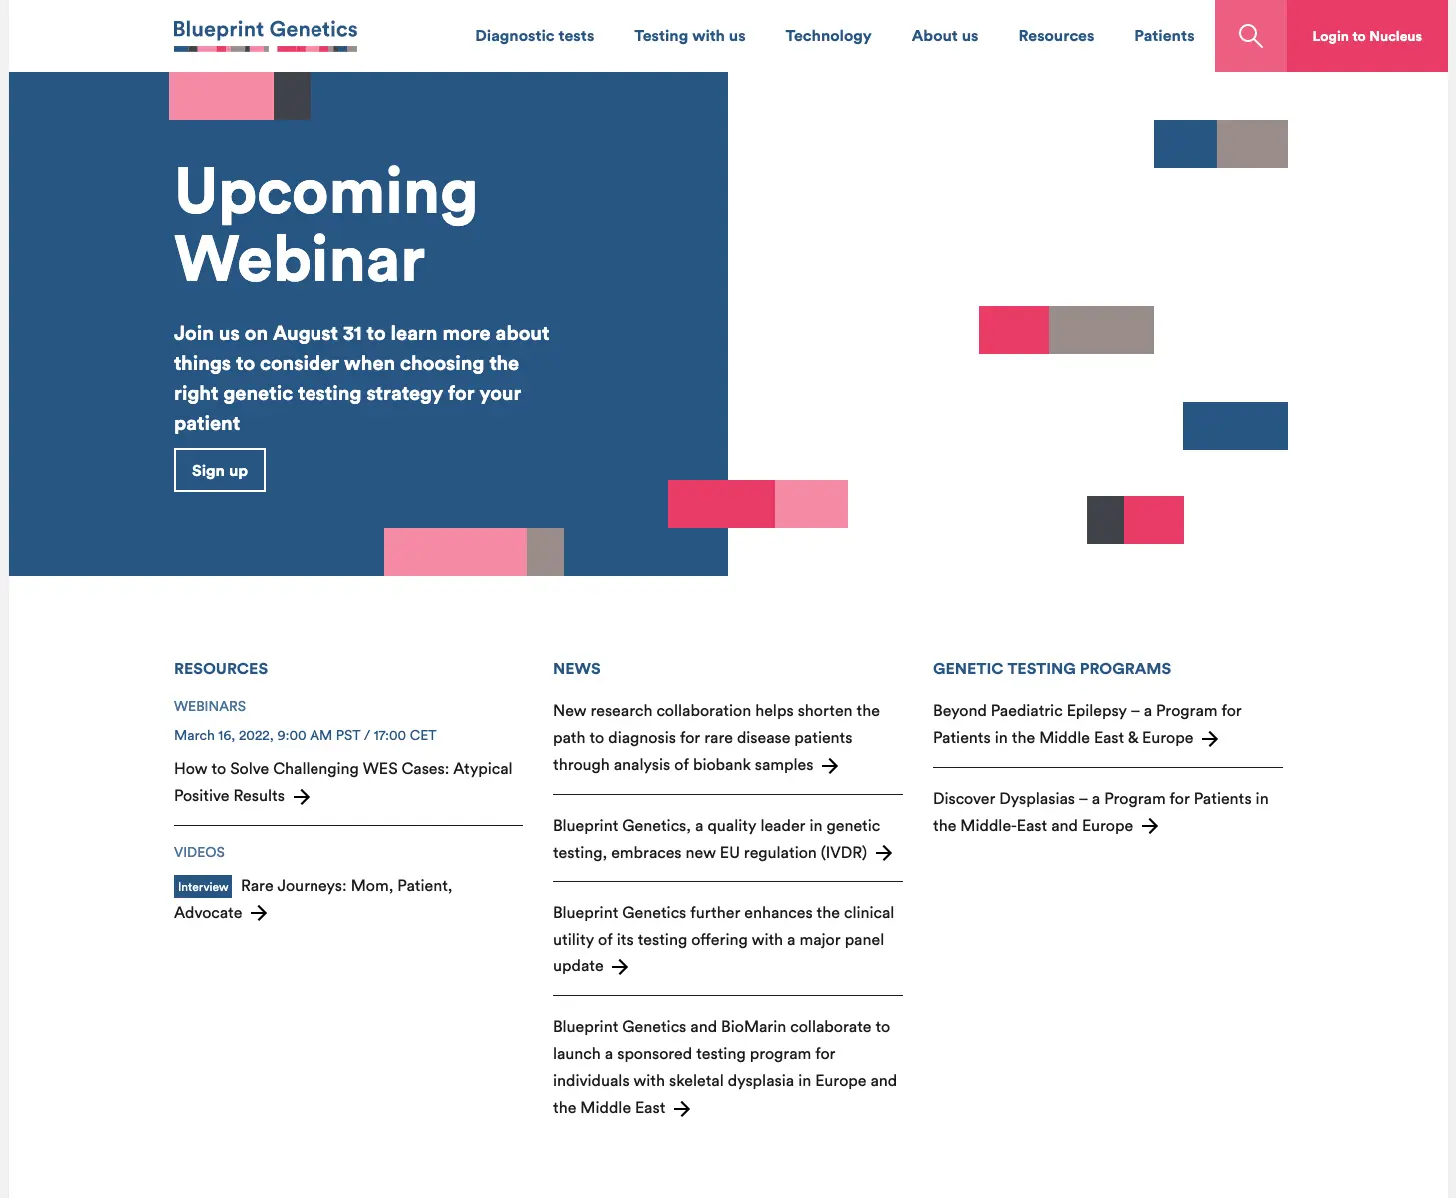 Blueprint Genetics
Diagnostic tests
Testing with us
Technology
About us
Resources
Patients
Login to Nucleus
Upcoming
Webinar
Join us on August 31 to learn more about
things to consider when choosing the
right genetic testing strategy for your
patient
Sign up
RESOURCES
WEBINARS
March 16, 2022, 9:00 AM PST / 17:00 CET
How to Solve Challenging WES Cases: Atypical
Positive Results
VIDEOS
Interview Rare Journeys: Mom, Patient,
Advocate
NEWS
New research collaboration helps shorten the
path to diagnosis for rare disease patients
through analysis of biobank samples
Blueprint Genetics, a quality leader in genetic
testing, embraces new EU regulation (IVDR)
Blueprint Genetics further enhances the clinical
utility of its testing offering with a major panel
update
Blueprint Genetics and BioMarin collaborate to
launch a sponsored testing program for
individuals with skeletal dysplasia in Europe and
the Middle East
GENETIC TESTING PROGRAMS
Beyond Paediatric Epilepsy – a Program for
Patients in the Middle East & Europe
Discover Dysplasias – a Program for Patients in
the Middle-East and Europe